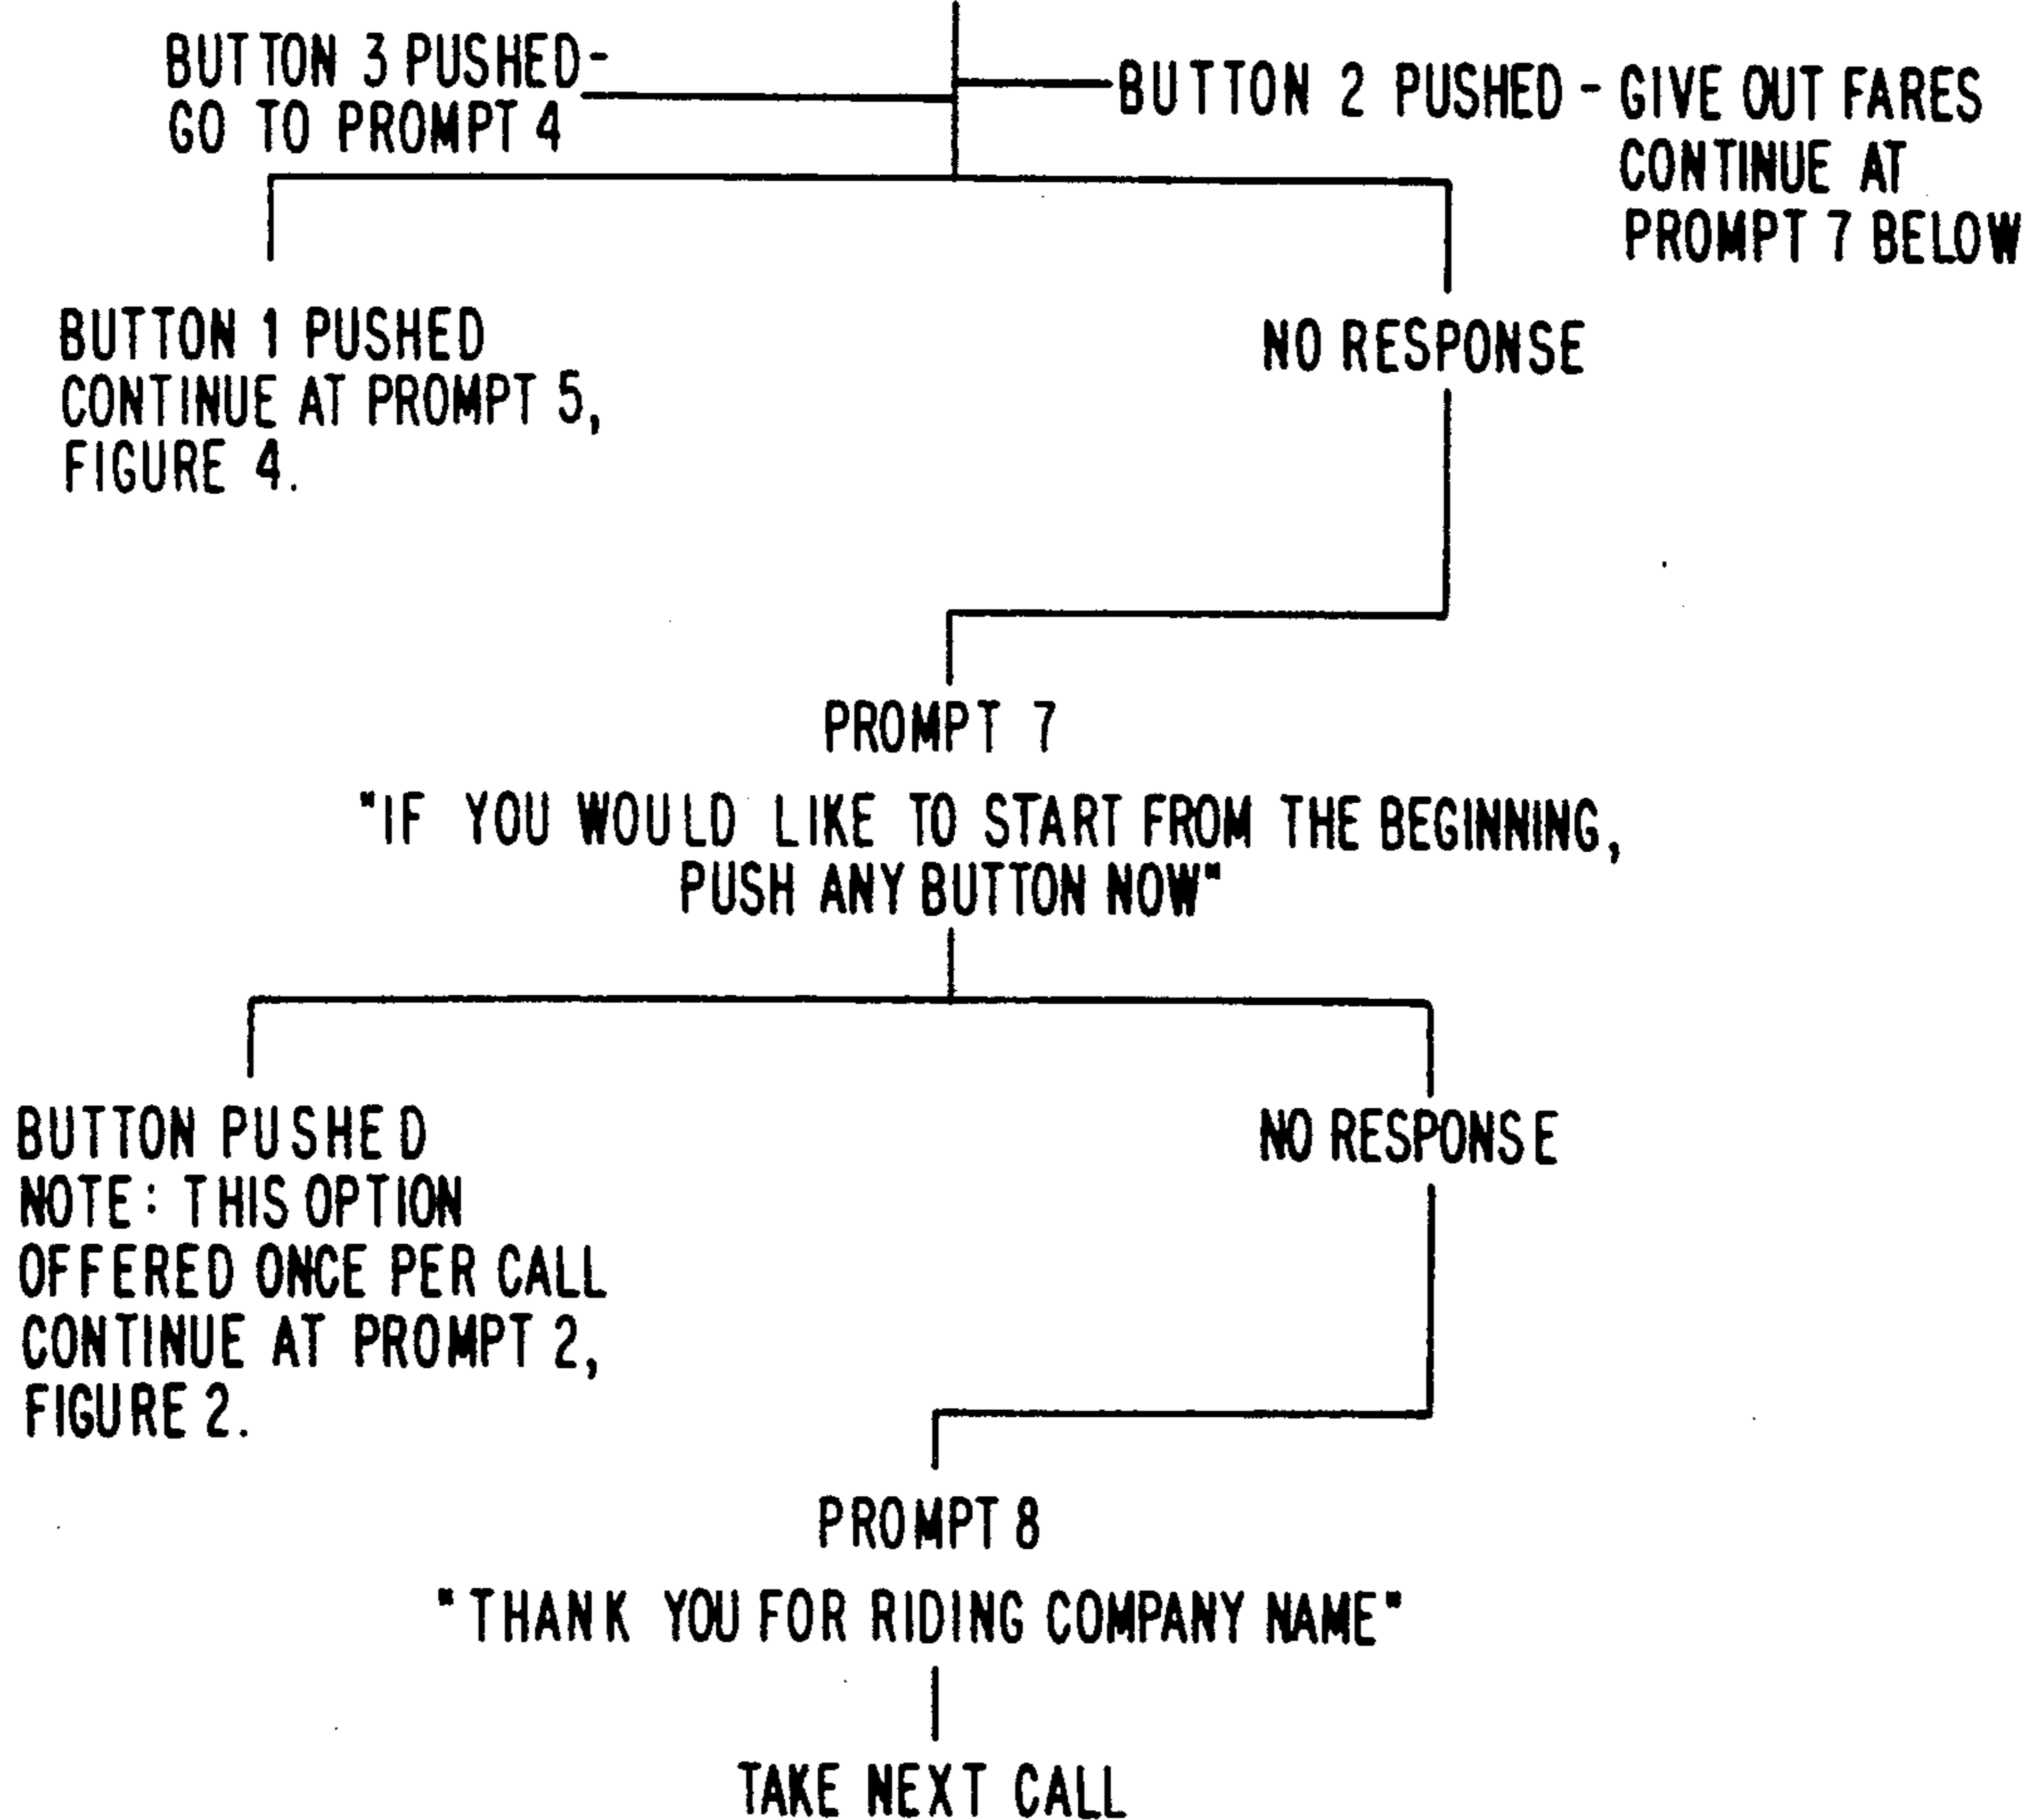 BUTTON 3 PUSHED-
GO TO PROMPT 4
BUTTON 2 PUSHED - GIVE OUT FARES
CONTINUE AT
PROMPT 7 BELOW
BUTTON 1 PUSHED
CONTINUE AT PROMPT 5,
FIGURE 4.
NO RESPONSE
PROMPT 7
"IF YOU WOULD LIKE TO START FROM THE BEGINNING,
PUSH ANY BUTTON NOW"
BUTTON PUSHED
NOTE: THIS OPTION
OFFERED ONCE PER CALL
CONTINUE AT PROMPT 2,
FIGURE 2.
NO RESPONSE
PROMPT 8
"THANK YOU FOR RIDING COMPANY NAME"
TAKE NEXT CALL